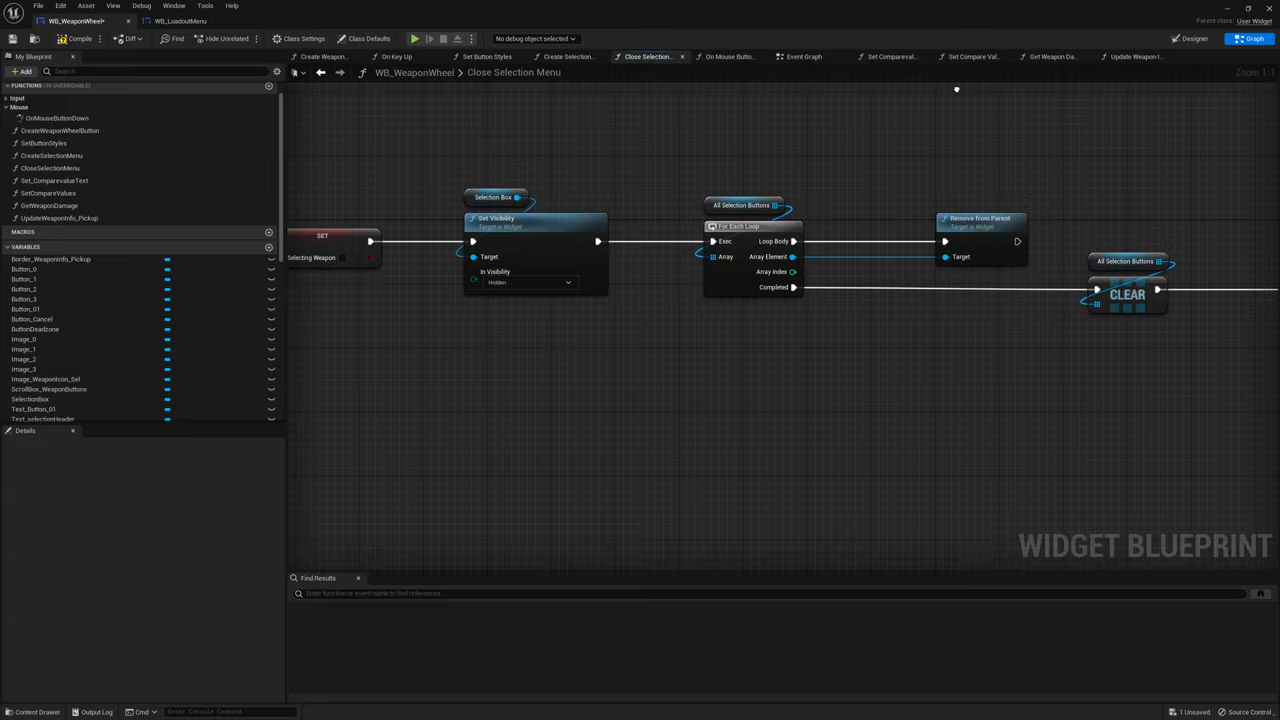 File Edit Asset View Debug Window Tools Help
WB_WeaponWheel•
WB_LoadoutMenu
Parent class: User Widget
Compile
Diff
Find
Hide Unrelated
Class Settings
Class Defaults
No debug object selected
Designer
Graph
My Blueprint
Create Weapon...
On Key Up
Set Button Styles
Create Selection...
Close Selection...
On Mouse Butto...
Event Graph
Set Compareval...
Set Compare Val...
Get Weapon Da...
Update Weapon I...
Add
Search
WB_WeaponWheel > Close Selection Menu
Zoom 1:1
FUNCTIONS (35 OVERRIDABLE)
Input
Mouse
OnMouseButtonDown
CreateWeaponWheelButton
SetButtonStyles
CreateSelectionMenu
CloseSelectionMenu
Set_ComparevalueText
SetCompareValues
GetWeaponDamage
UpdateWeaponInfo_Pickup
MACROS
VARIABLES
Border_WeaponInfo_Pickup
Button_0
Button_1
Button_2
Button_3
Button_01
Button_Cancel
ButtonDeadzone
Image_0
Image_1
Image_2
Image_3
Image_WeaponIcon_Sel
ScrollBox_WeaponButtons
SelectionBox
Text_Button_01
Text_selectionHeader
Details
SET
Selecting Weapon
Selection Box
Set Visibility
Target is Widget
Target
In Visibility
Hidden
All Selection Buttons
For Each Loop
Exec
Loop Body
Array
Array Element
Array Index
Completed
Remove from Parent
Target is Widget
Target
All Selection Buttons
CLEAR
WIDGET BLUEPRINT
Find Results
Enter function or event name to find references...
Content Drawer
Output Log
Cmd
Enter Console Command
1 Unsaved
Source Control